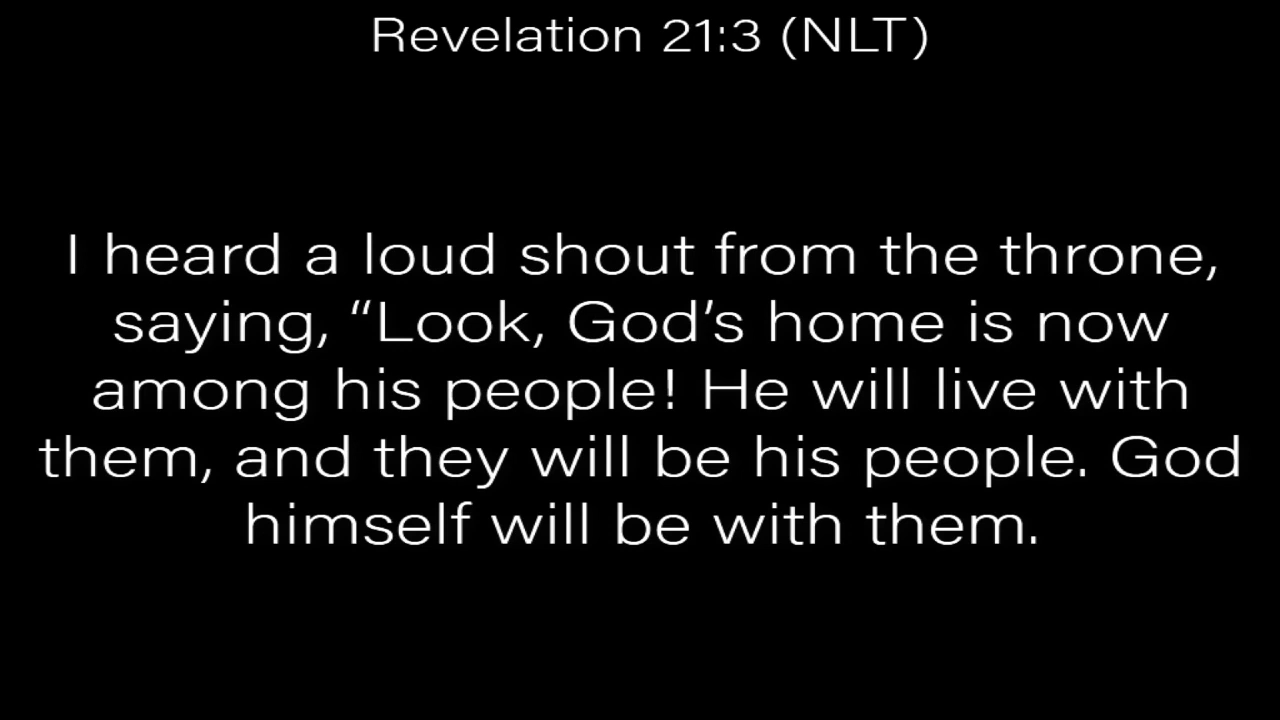 Revelation 21:3 (NLT)
I heard a loud shout from the throne,
saying, “Look, God’s home is now
among his people! He will live with
them, and they will be his people. God
himself will be with them.